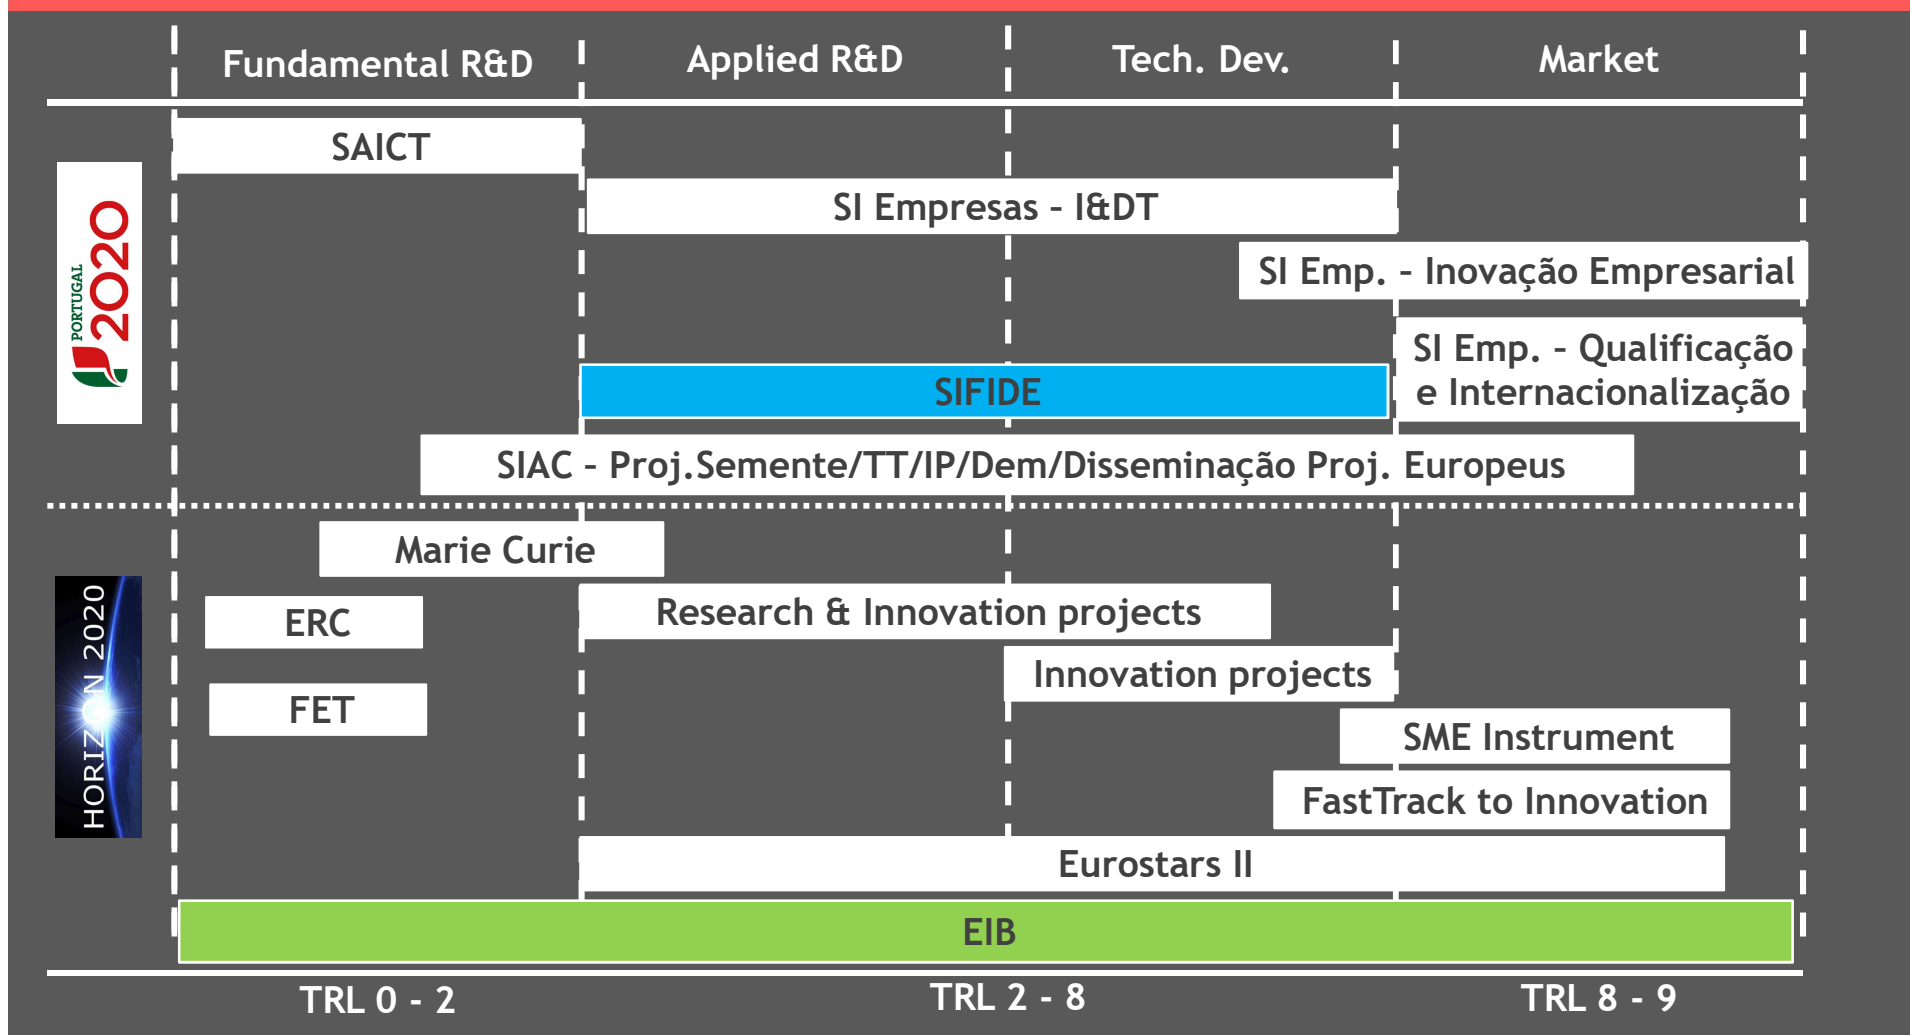 Fundamental R&D
Applied R&D
Tech. Dev.
Market
SAICT
SI Empresas – I&DT
SI Emp. – Inovação Empresarial
SI Emp. – Qualificação
e Internacionalização
SIFIDE
SIAC – Proj.Semente/TT/IP/Dem/Disseminação Proj. Europeus
PORTUGAL
2020
Marie Curie
ERC
Research & Innovation projects
Innovation projects
FET
SME Instrument
FastTrack to Innovation
Eurostars II
EIB
HORIZON 2020
TRL 0 - 2
TRL 2 - 8
TRL 8 - 9